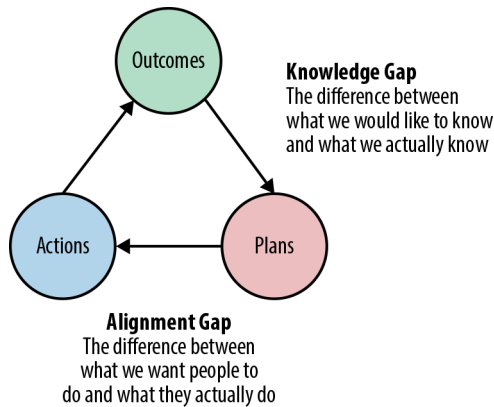 Outcomes
Knowledge Gap
The difference between
what we would like to know
and what we actually know
Actions
Plans
Alignment Gap
The difference between
what we want people to
do and what they actually do